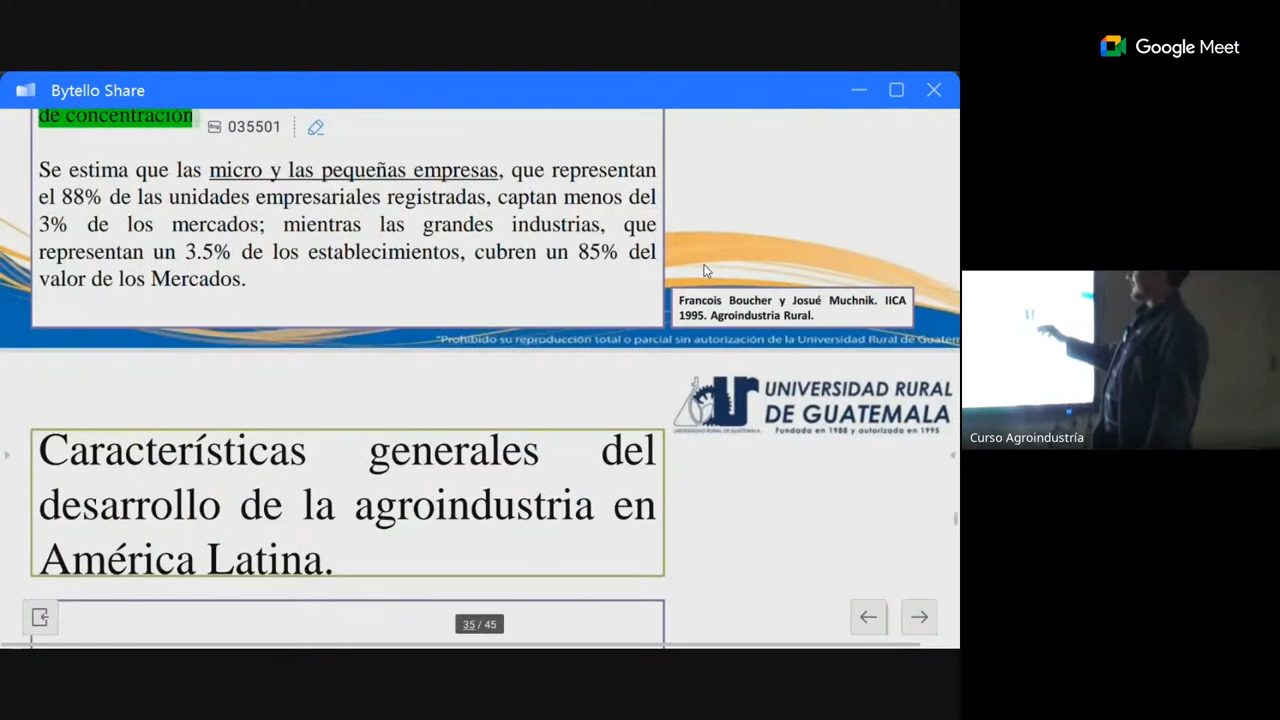 Google Meet
Bytello Share
de concentración
035501
Se estima que las micro y las pequeñas empresas, que representan
el 88% de las unidades empresariales registradas, captan menos del
3% de los mercados; mientras las grandes industrias, que
representan un 3.5% de los establecimientos, cubren un 85% del
valor de los Mercados.
Francois Boucher y Josué Muchnik. IICA
1995. Agroindustria Rural.
"Prohibido su reproducción total o parcial sin autorización de la Universidad Rural de Guatem
UNIVERSIDAD RURAL
DE GUATEMALA
UNIVERSIDAD RURAL DE GUATEMALA
Fundada en 1988 y autorizada en 1995
Características generales del
desarrollo de la agroindustria en
América Latina.
35 / 45
Curso Agroindustría